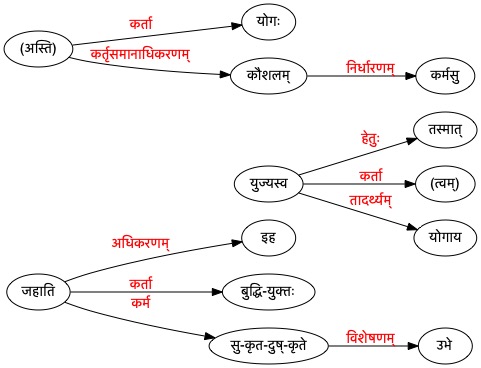 कर्ता
योगः
(अस्ति)
कर्तृसमानाधिकरणम्
कौशलम्
निर्धारणम्
कर्मसु
हेतुः
तस्मात्
युज्यस्व
कर्ता
(त्वम्)
तादर्थ्यम्
योगाय
अधिकरणम्
इह
जहाति
कर्ता
बुद्धि-युक्तः
कर्म
सु-कृत-दुष्-कृते
विशेषणम्
उभे